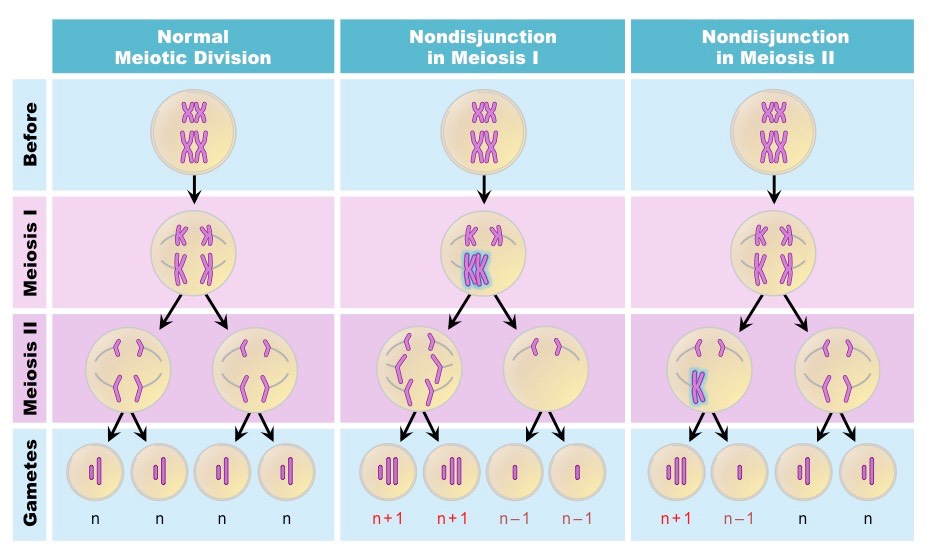 Normal
Meiotic Division
Nondisjunction
in Meiosis I
Nondisjunction
in Meiosis II
Before
Meiosis I
Meiosis II
Gametes
n
n
n
n
n+1
n+1
n–1
n–1
n+1
n–1
n
n